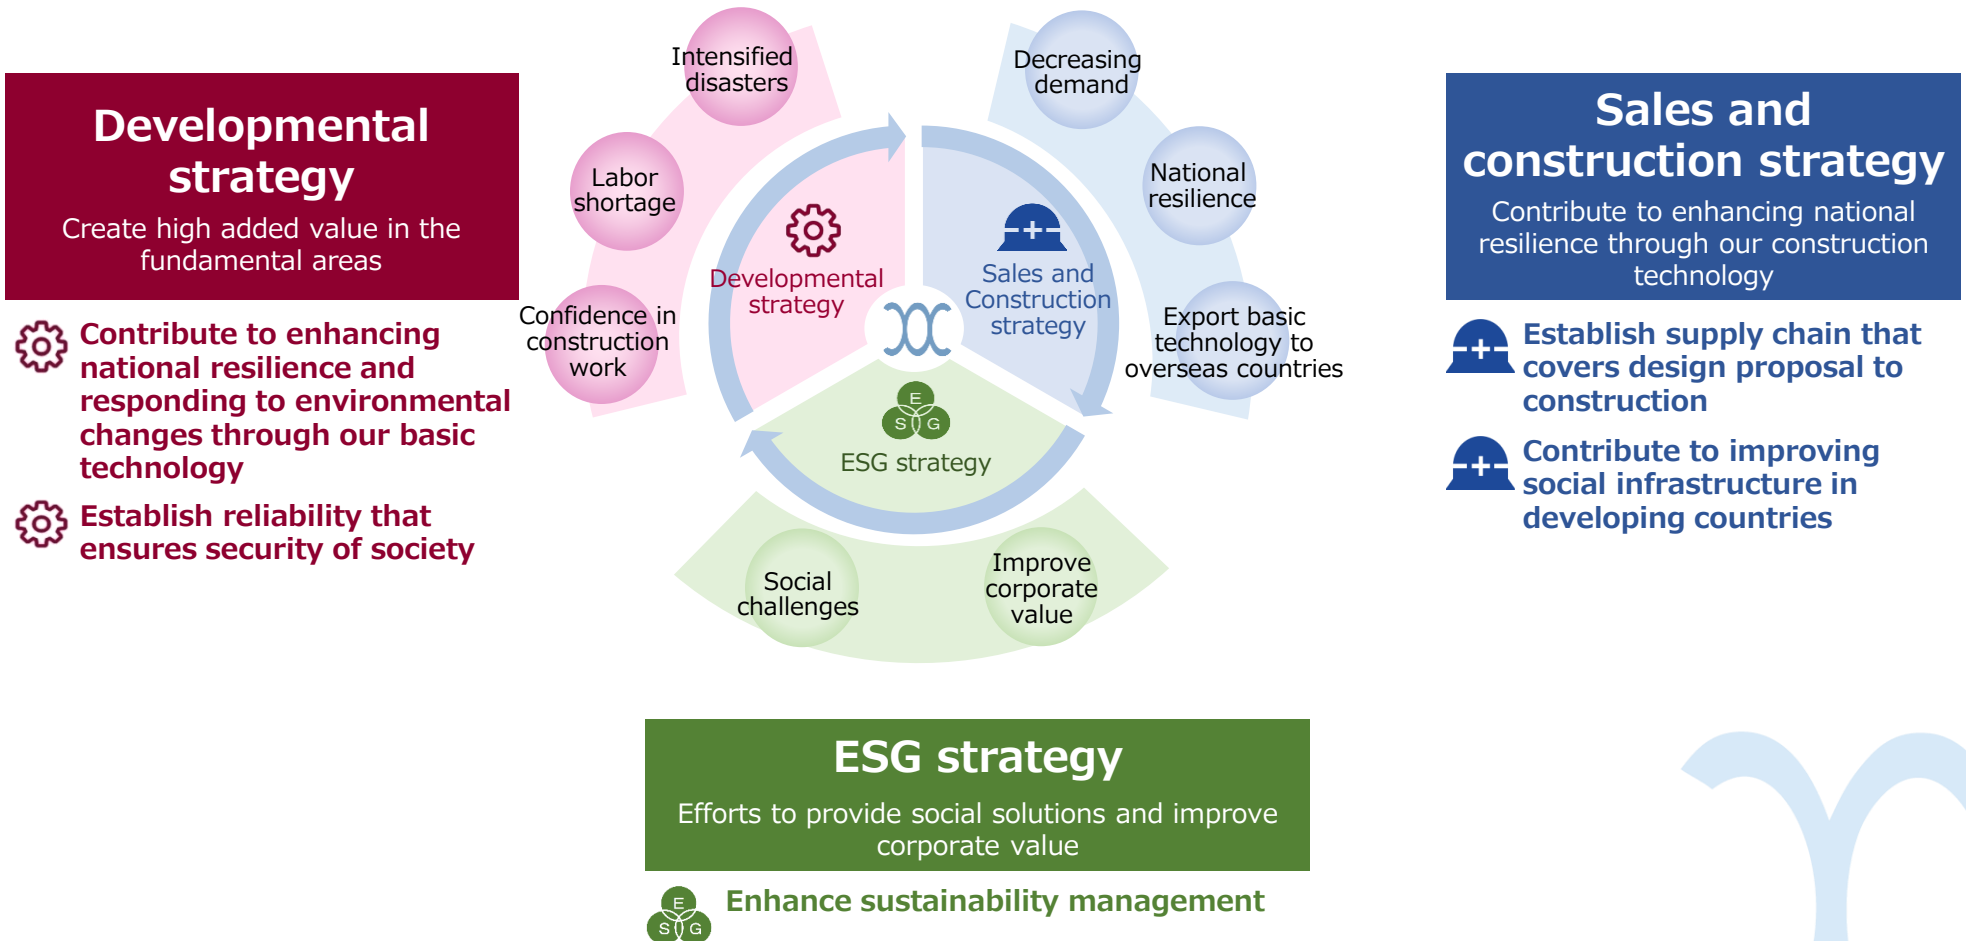 Developmental
strategy
Create high added value in the
fundamental areas
Contribute to enhancing
national resilience and
responding to environmental
changes through our basic
technology
Establish reliability that
ensures security of society
Intensified
disasters
Labor
shortage
Confidence in
construction
work
Developmental
strategy
Decreasing
demand
National
resilience
Export basic
technology to
overseas countries
Sales and
Construction
strategy
E
S G
ESG strategy
Social
challenges
Improve
corporate
value
Sales and
construction strategy
Contribute to enhancing national
resilience through our construction
technology
Establish supply chain that
covers design proposal to
construction
Contribute to improving
social infrastructure in
developing countries
ESG strategy
Efforts to provide social solutions and improve
corporate value
E
S G
Enhance sustainability management